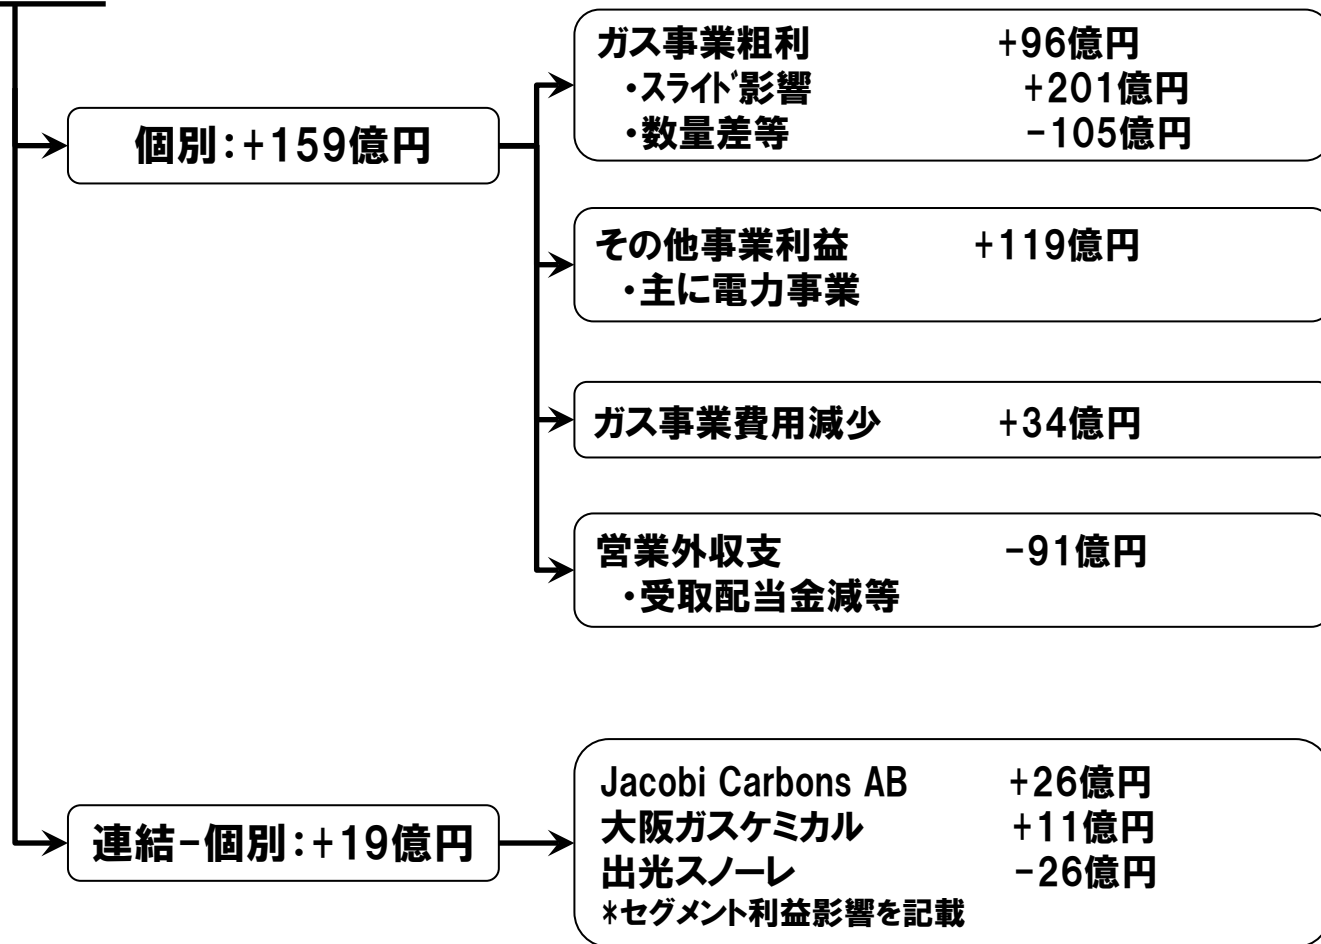 個別:+159億円
ガス事業粗利 +96億円
・スライド影響 +201億円
・数量差等 -105億円
その他事業利益 +119億円
・主に電力事業
ガス事業費用減少 +34億円
営業外収支 -91億円
・受取配当金減等
連結-個別:+19億円
Jacobi Carbons AB +26億円
大阪ガスケミカル +11億円
出光スノーレ -26億円
*セグメント利益影響を記載